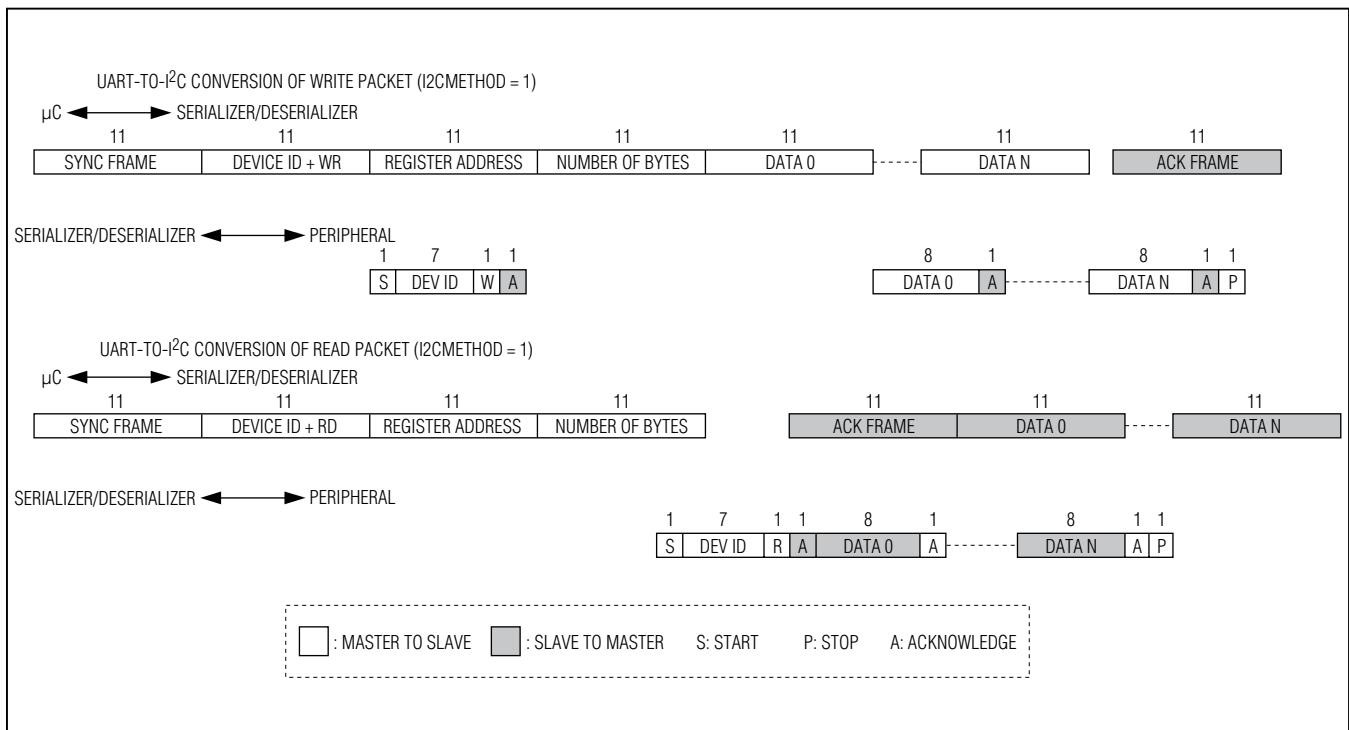 UART-TO-I²C CONVERSION OF WRITE PACKET (I2CMETHOD = 1)
µC SERIALIZER/DESERIALIZER
11 11 11 11 11 11 11
SYNC FRAME DEVICE ID + WR REGISTER ADDRESS NUMBER OF BYTES DATA 0 DATA N ACK FRAME
SERIALIZER/DESERIALIZER PERIPHERAL
1 7 1 1 8 1 8 1 1
S DEV ID W A DATA 0 A DATA N A P
UART-TO-I²C CONVERSION OF READ PACKET (I2CMETHOD = 1)
µC SERIALIZER/DESERIALIZER
11 11 11 11 11 11 11
SYNC FRAME DEVICE ID + RD REGISTER ADDRESS NUMBER OF BYTES ACK FRAME DATA 0 DATA N
SERIALIZER/DESERIALIZER PERIPHERAL
1 7 1 1 8 1 8 1 1
S DEV ID R A DATA 0 A DATA N A P
: MASTER TO SLAVE : SLAVE TO MASTER S: START P: STOP A: ACKNOWLEDGE